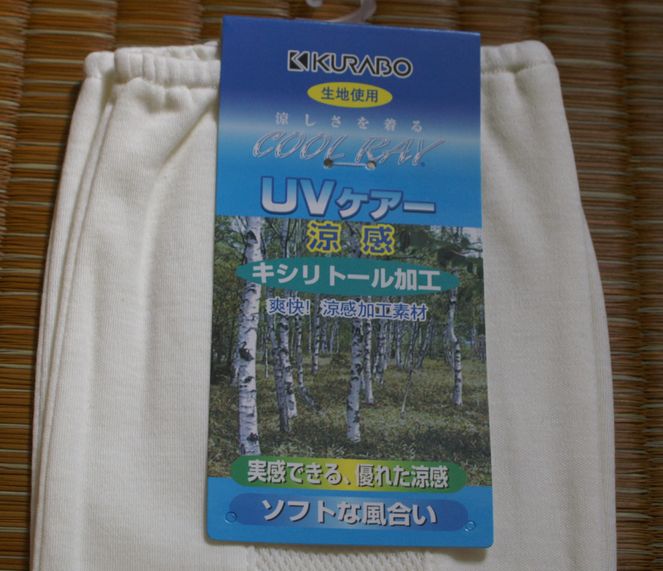 KURABO
生地使用
涼しさを着る
COOL RAY
UVケアー
涼感
キシリトール加工
爽快! 涼感加工素材
実感できる、優れた涼感
ソフトな風合い